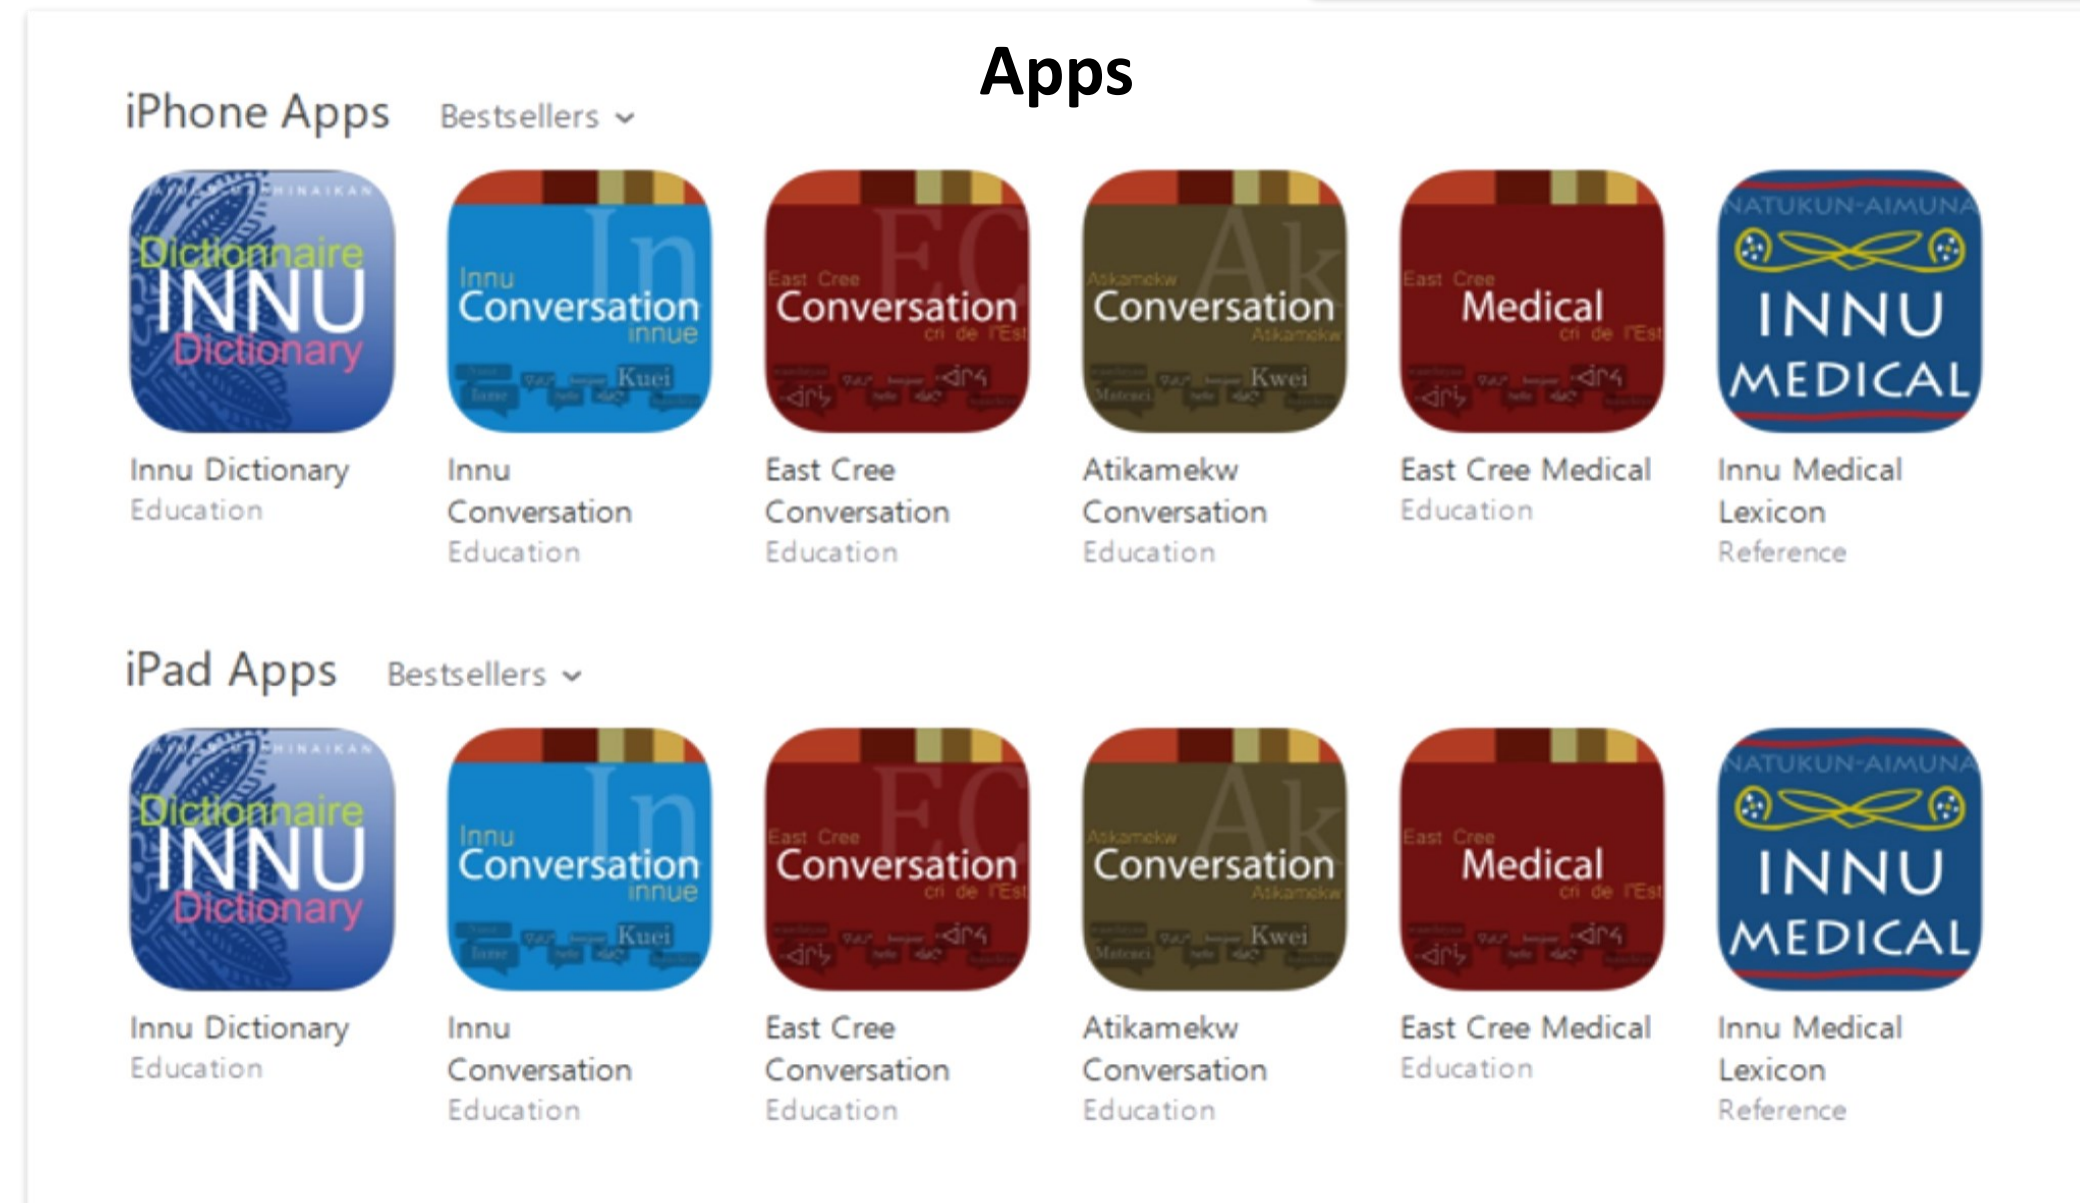 Apps
iPhone Apps Bestsellers
Dictionnaire
INNU
Dictionary
Innu
Conversation
innue
Kuei
East Cree
Conversation
cri de l'Est
Atikamekw
Conversation
Atikamekw
Kwei
East Cree
Medical
cri de l'Est
NATUKUN-AIMUNA
INNU
MEDICAL
Innu Dictionary
Education
Innu
Conversation
Education
East Cree
Conversation
Education
Atikamekw
Conversation
Education
East Cree Medical
Education
Innu Medical
Lexicon
Reference
iPad Apps Bestsellers
Dictionnaire
INNU
Dictionary
In
Innu
Conversation
innue
Kuei
EC
East Cree
Conversation
cri de l'Est
Ak
Atikamekw
Conversation
Atikamekw
Kwei
East Cree
Medical
cri de l'Est
NATUKUN-AIMUNA
INNU
MEDICAL
Innu Dictionary
Education
Innu
Conversation
Education
East Cree
Conversation
Education
Atikamekw
Conversation
Education
East Cree Medical
Education
Innu Medical
Lexicon
Reference